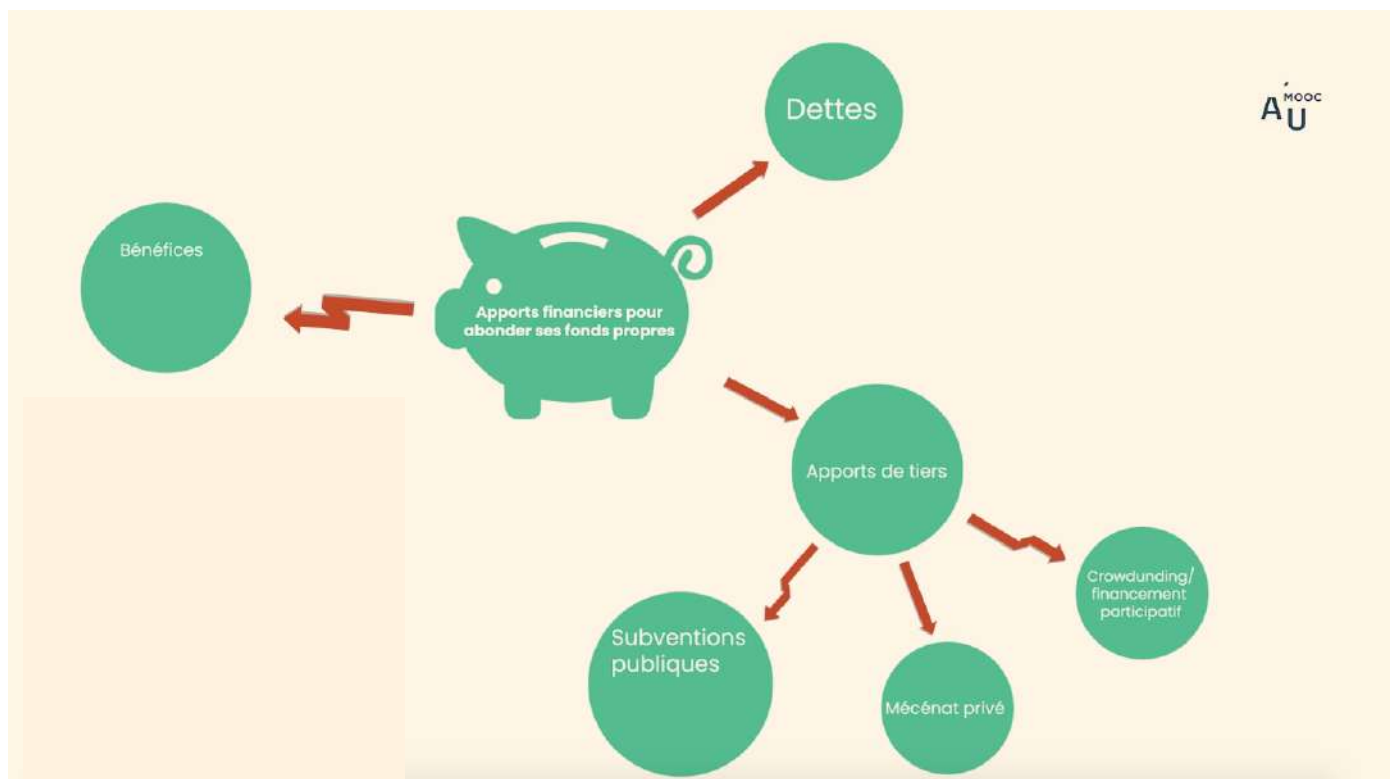 Dettes
MOOC
AU
Bénéfices
Apports financiers pour
abonder ses fonds propres
Apports de tiers
Crowdunding/
financement
participatif
Subventions
publiques
Mécénat privé